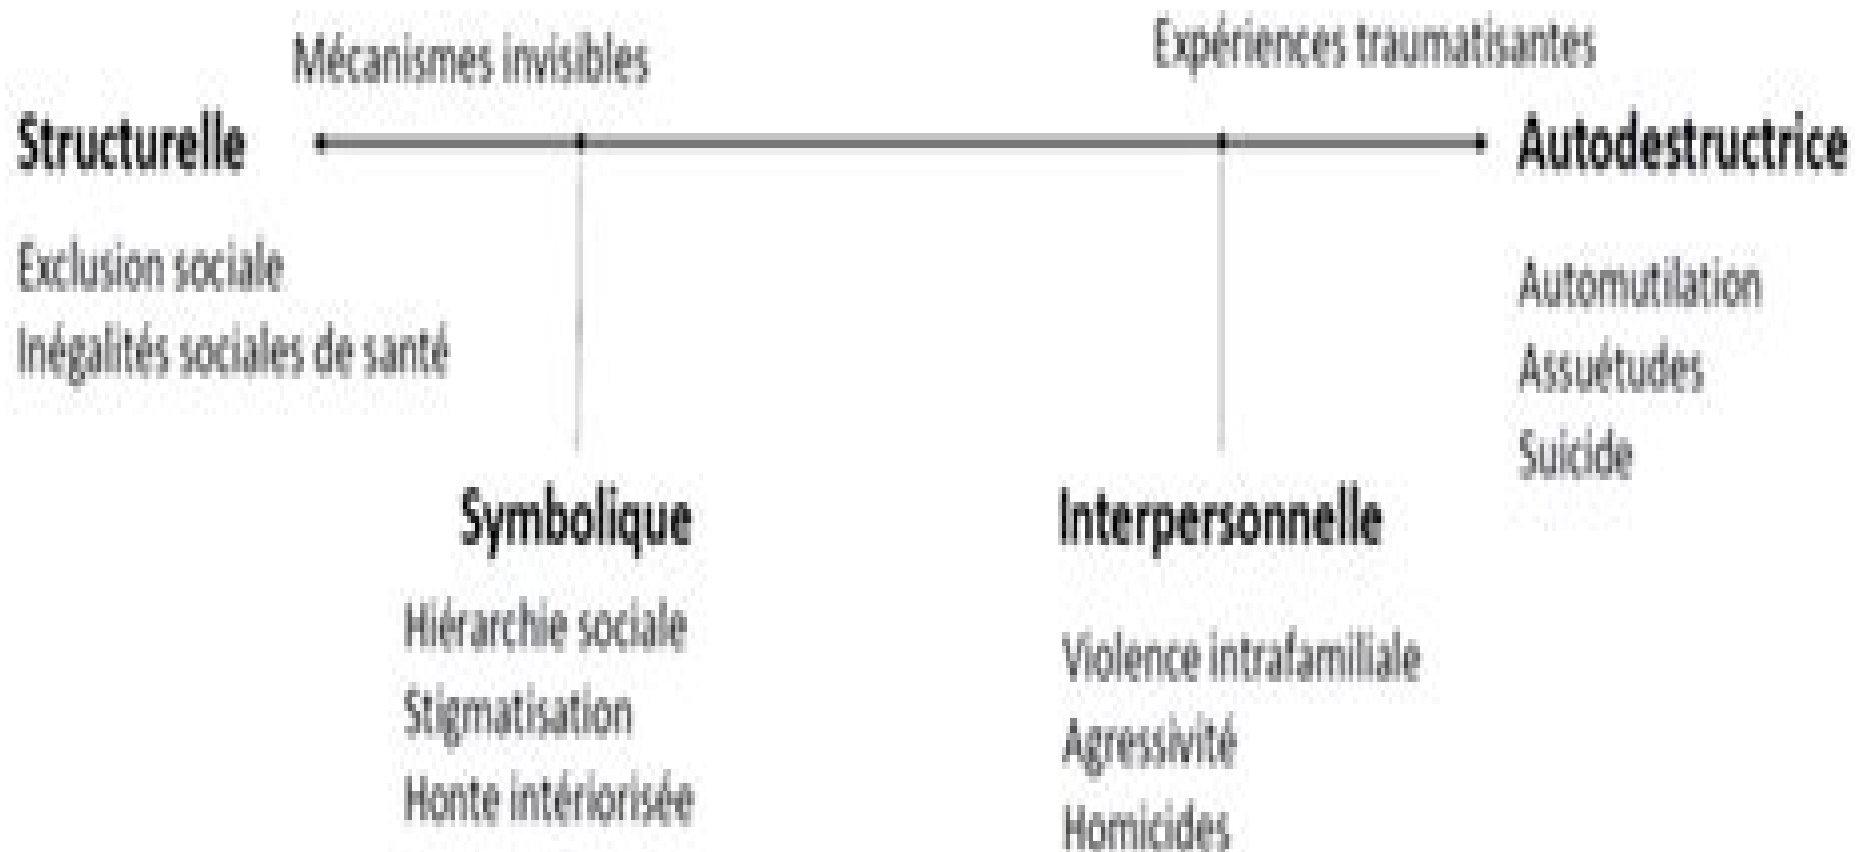 Mécanismes invisibles
Expériences traumatisantes
Structurelle
Autodestructrice
Exclusion sociale
Inégalités sociales de santé
Automutilation
Assuétudes
Suicide
Symbolique
Hiérarchie sociale
Stigmatisation
Honte intériorisée
Interpersonnelle
Violence intrafamiliale
Agressivité
Homicides